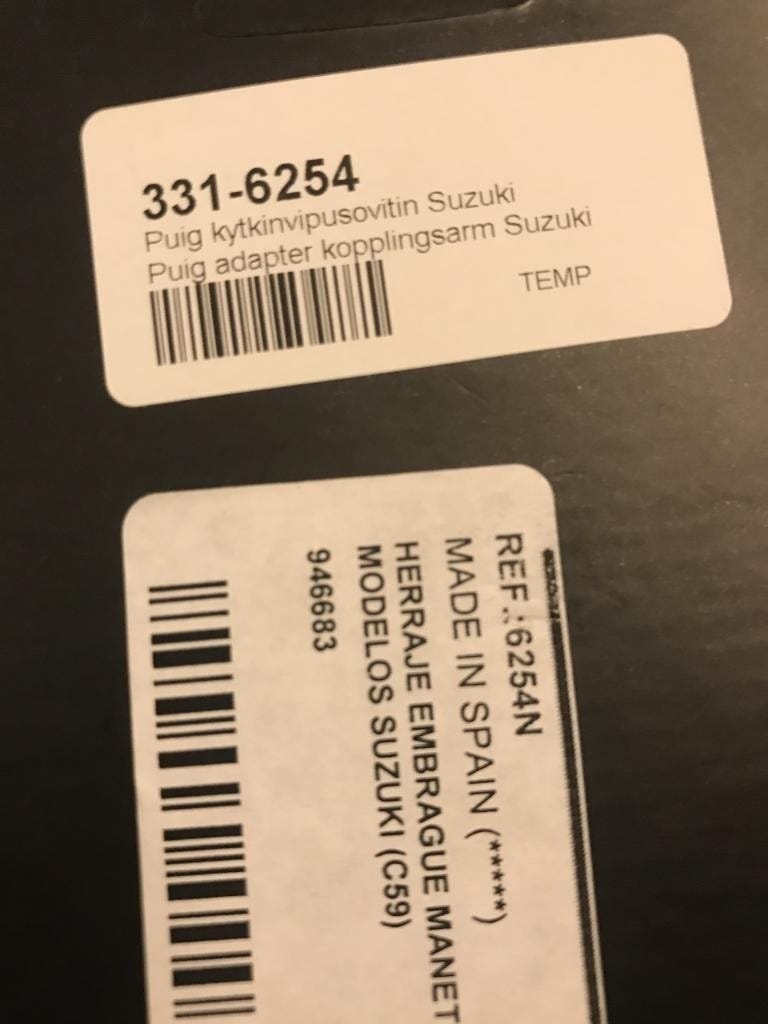 331-6254
Puig kytkinvipusovitin Suzuki
Puig adapter kopplingsarm Suzuki
TEMP
REF.:6254N
MADE IN SPAIN (*****)
HERRAJE EMBRAGUE MANET
MODELOS SUZUKI (C59)
946683